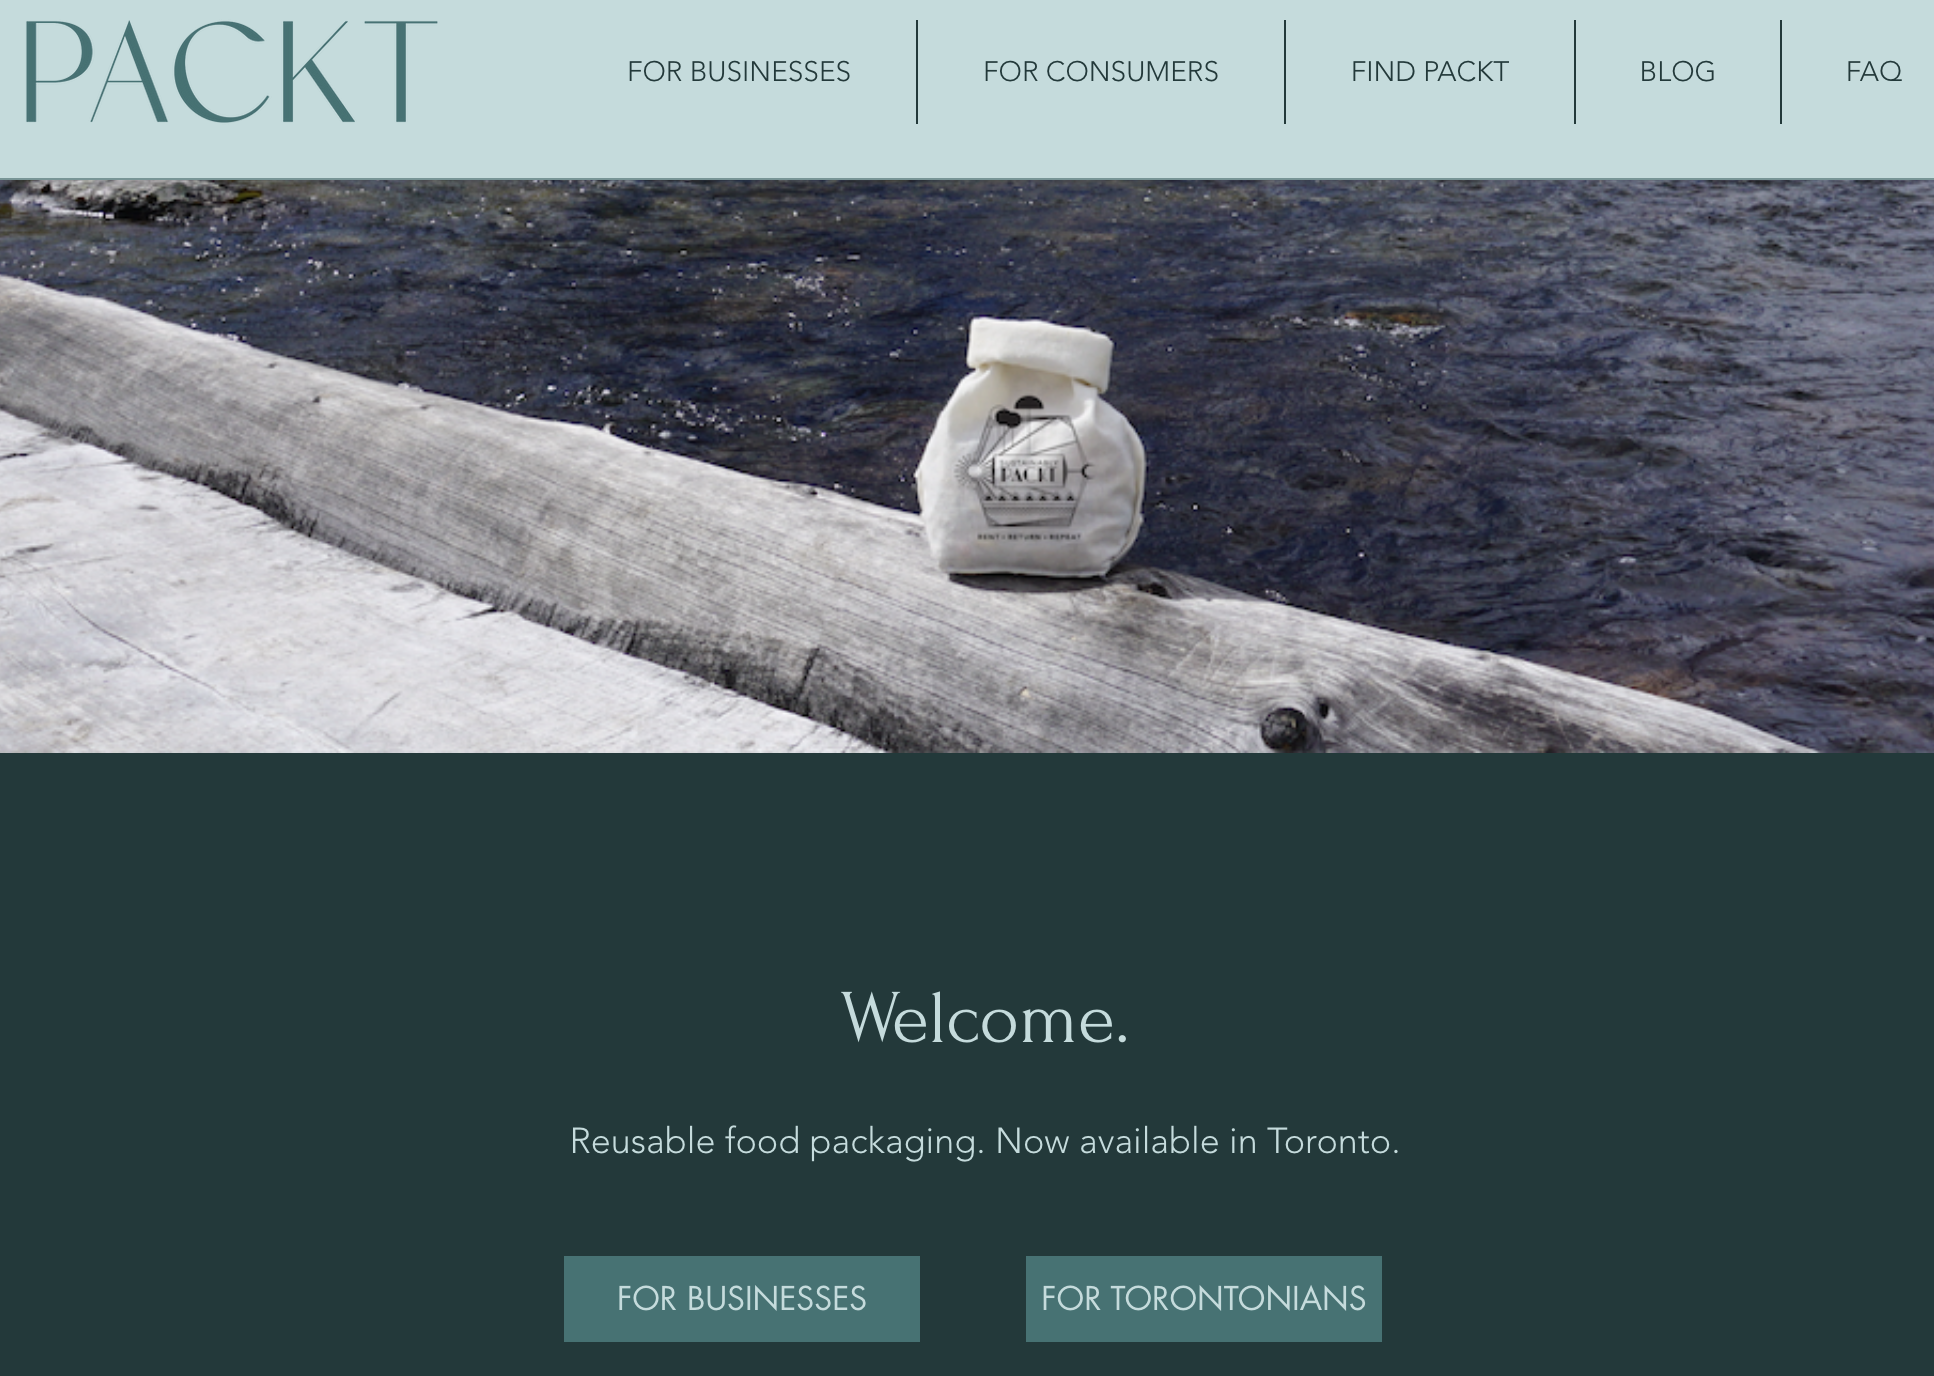 PACKT
FOR BUSINESSES
FOR CONSUMERS
FIND PACKT
BLOG
FAQ
SUSTAINABLY
PACKT
RENT • RETURN • REPEAT
Welcome.
Reusable food packaging. Now available in Toronto.
FOR BUSINESSES
FOR TORONTONIANS